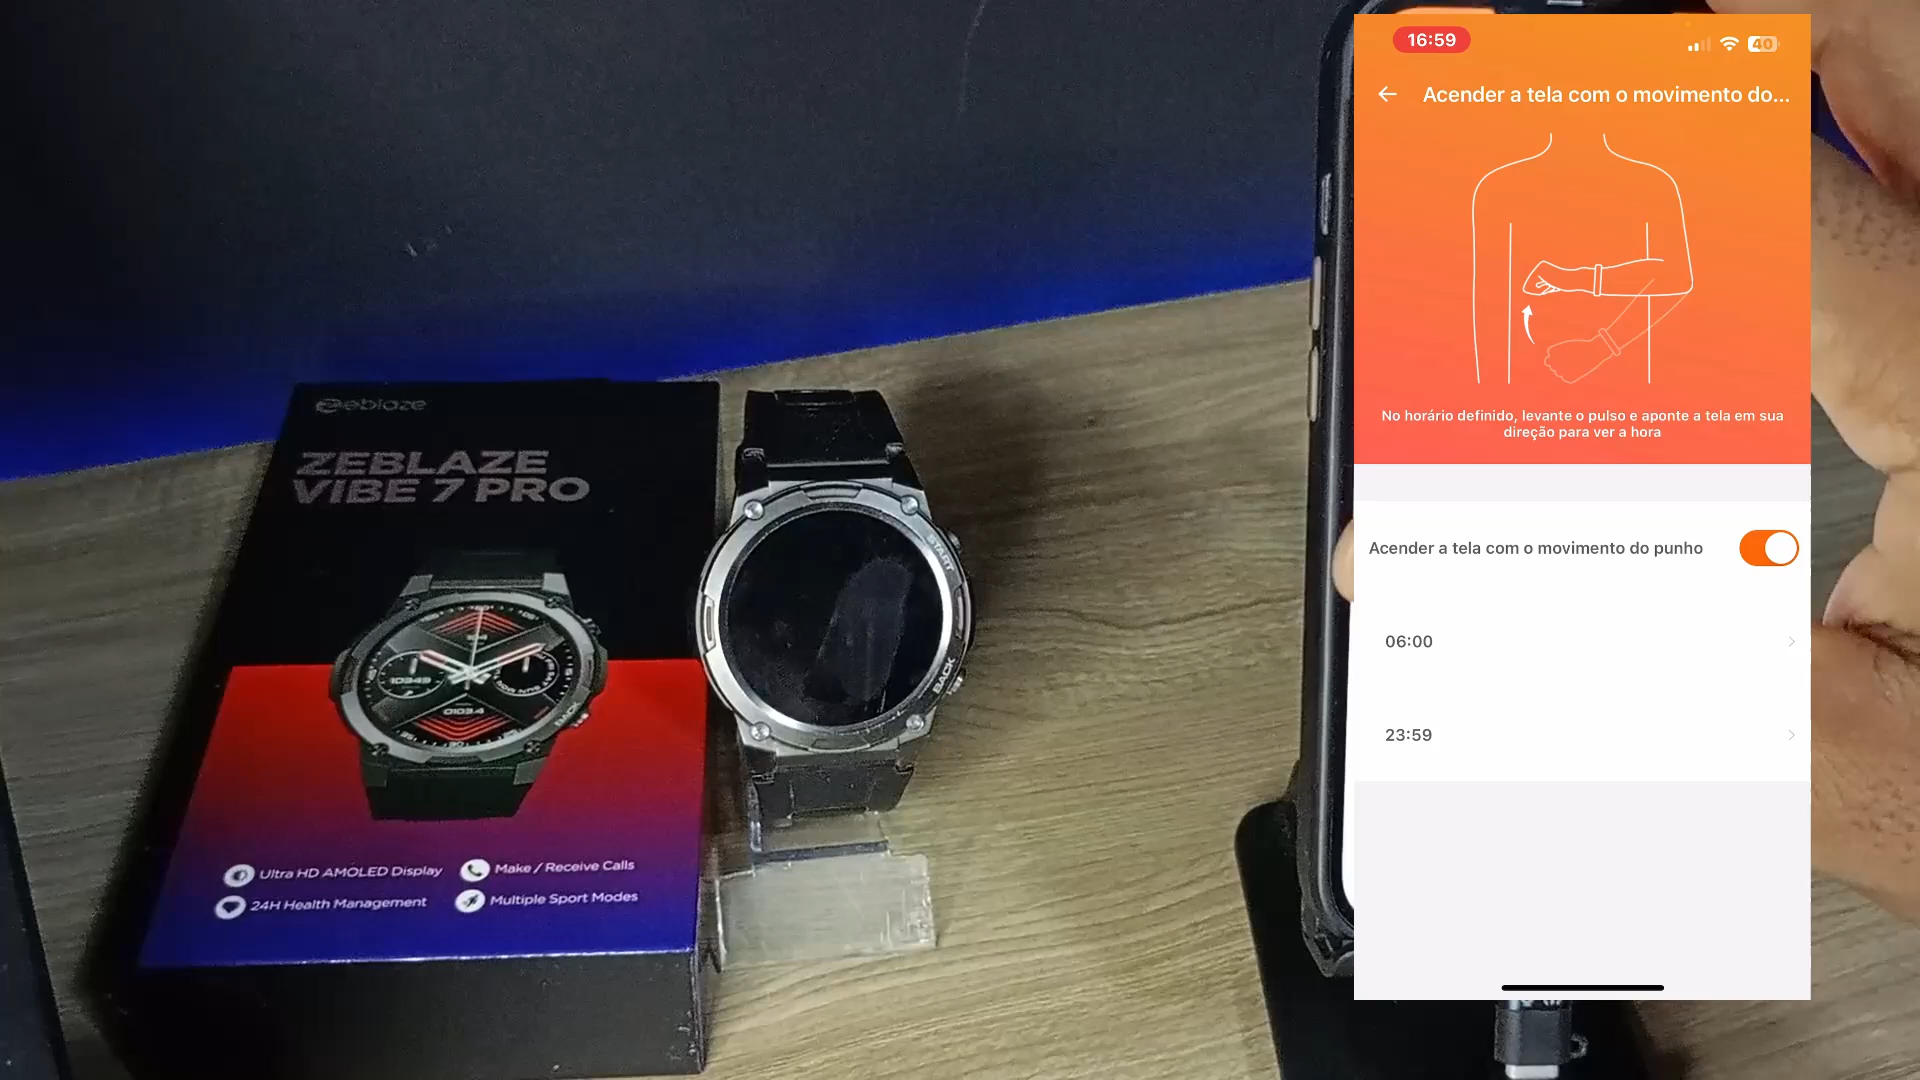 Zeblaze
ZEBLAZE
VIBE 7 PRO
BACK
Ultra HD AMOLED Display
Make / Receive Calls
24H Health Management
Multiple Sport Modes
START
BACK
16:59
40
Acender a tela com o movimento do...
No horário definido, levante o pulso e aponte a tela em sua
direção para ver a hora
Acender a tela com o movimento do punho
06:00
23:59